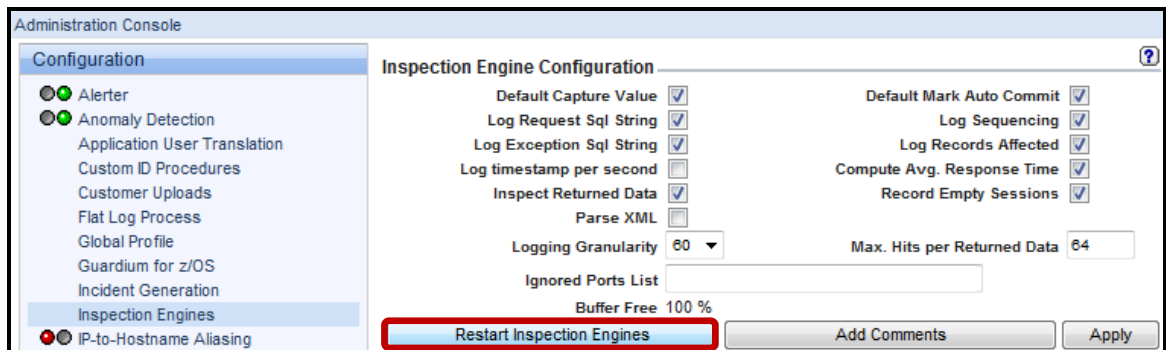 Administration Console
Configuration
Alerter
Anomaly Detection
Application User Translation
Custom ID Procedures
Customer Uploads
Flat Log Process
Global Profile
Guardium for z/OS
Incident Generation
Inspection Engines
IP-to-Hostname Aliasing
Inspection Engine Configuration
?
Default Capture Value Default Mark Auto Commit
Log Request Sql String Log Sequencing
Log Exception Sql String Log Records Affected
Log timestamp per second Compute Avg. Response Time
Inspect Returned Data Record Empty Sessions
Parse XML
Logging Granularity 60 Max. Hits per Returned Data 64
Ignored Ports List
Buffer Free 100 %
Restart Inspection Engines Add Comments Apply